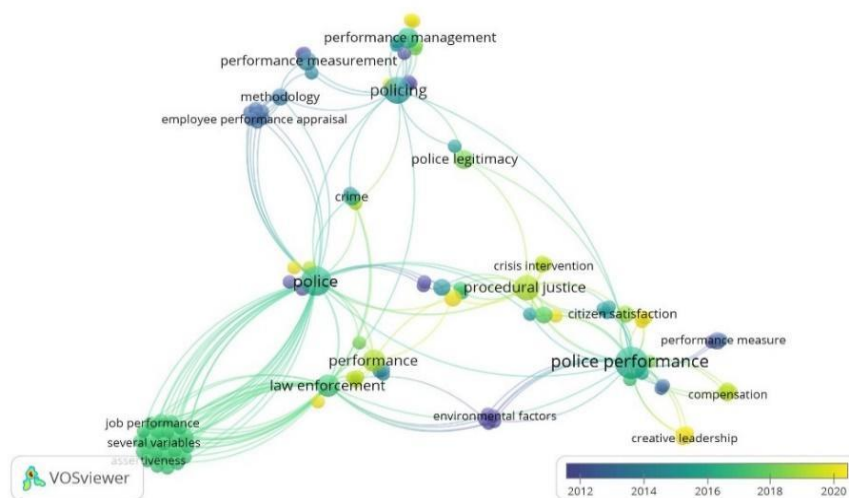 performance management
performance measurement
policing
methodology
employee performance appraisal
police legitimacy
crime
crisis intervention
police
procedural justice
citizen satisfaction
performance measure
performance
police performance
law enforcement
compensation
environmental factors
job performance
creative leadership
several variables
assertiveness
VOSviewer
2012 2014 2016 2018 2020